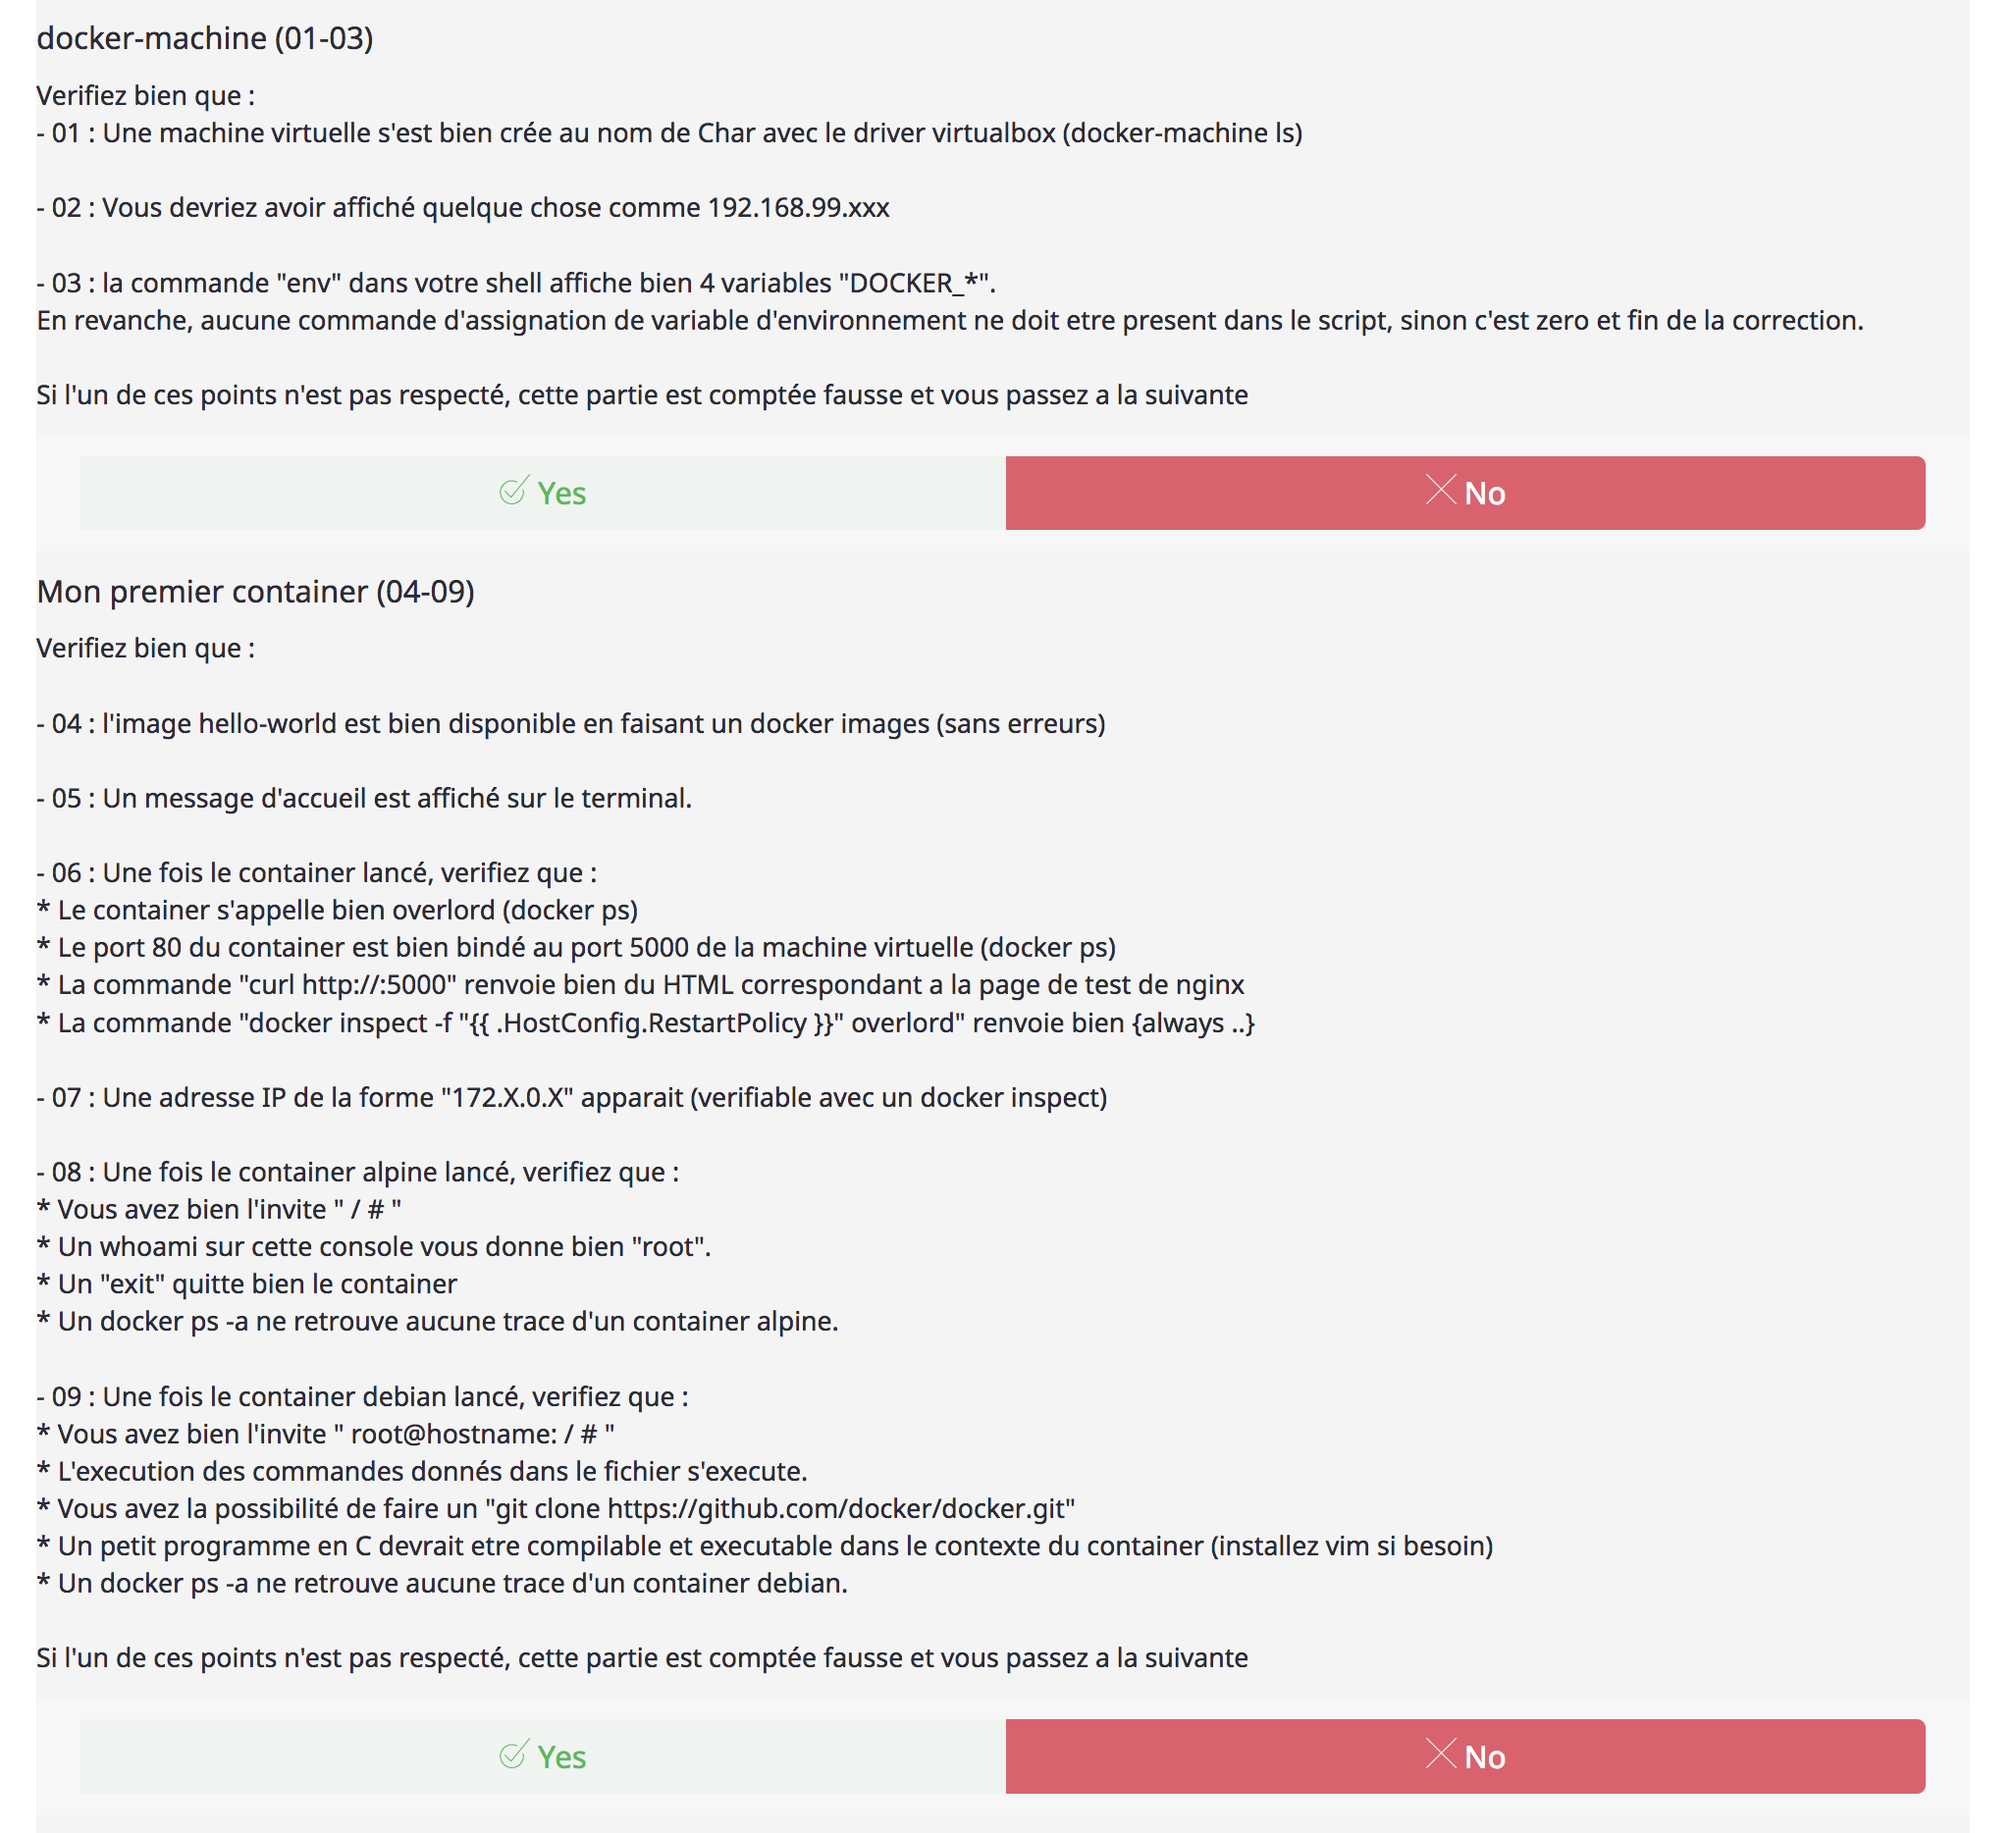 docker-machine (01-03)
Verifiez bien que :
- 01 : Une machine virtuelle s'est bien crée au nom de Char avec le driver virtualbox (docker-machine ls)
- 02 : Vous devriez avoir affiché quelque chose comme 192.168.99.xxx
- 03 : la commande "env" dans votre shell affiche bien 4 variables "DOCKER_*".
En revanche, aucune commande d'assignation de variable d'environnement ne doit etre present dans le script, sinon c'est zero et fin de la correction.
Si l'un de ces points n'est pas respecté, cette partie est comptée fausse et vous passez a la suivante
Yes
No
Mon premier container (04-09)
Verifiez bien que :
- 04 : l'image hello-world est bien disponible en faisant un docker images (sans erreurs)
- 05 : Un message d'accueil est affiché sur le terminal.
- 06 : Une fois le container lancé, verifiez que :
* Le container s'appelle bien overlord (docker ps)
* Le port 80 du container est bien bindé au port 5000 de la machine virtuelle (docker ps)
* La commande "curl http://:5000" renvoie bien du HTML correspondant a la page de test de nginx
* La commande "docker inspect -f "{{ .HostConfig.RestartPolicy }}" overlord" renvoie bien {always ..}
- 07 : Une adresse IP de la forme "172.X.0.X" apparait (verifiable avec un docker inspect)
- 08 : Une fois le container alpine lancé, verifiez que :
* Vous avez bien l'invite " / # "
* Un whoami sur cette console vous donne bien "root".
* Un "exit" quitte bien le container
* Un docker ps -a ne retrouve aucune trace d'un container alpine.
- 09 : Une fois le container debian lancé, verifiez que :
* Vous avez bien l'invite " root@hostname: / # "
* L'execution des commandes donnés dans le fichier s'execute.
* Vous avez la possibilité de faire un "git clone https://github.com/docker/docker.git"
* Un petit programme en C devrait etre compilable et executable dans le contexte du container (installez vim si besoin)
* Un docker ps -a ne retrouve aucune trace d'un container debian.
Si l'un de ces points n'est pas respecté, cette partie est comptée fausse et vous passez a la suivante
Yes
No